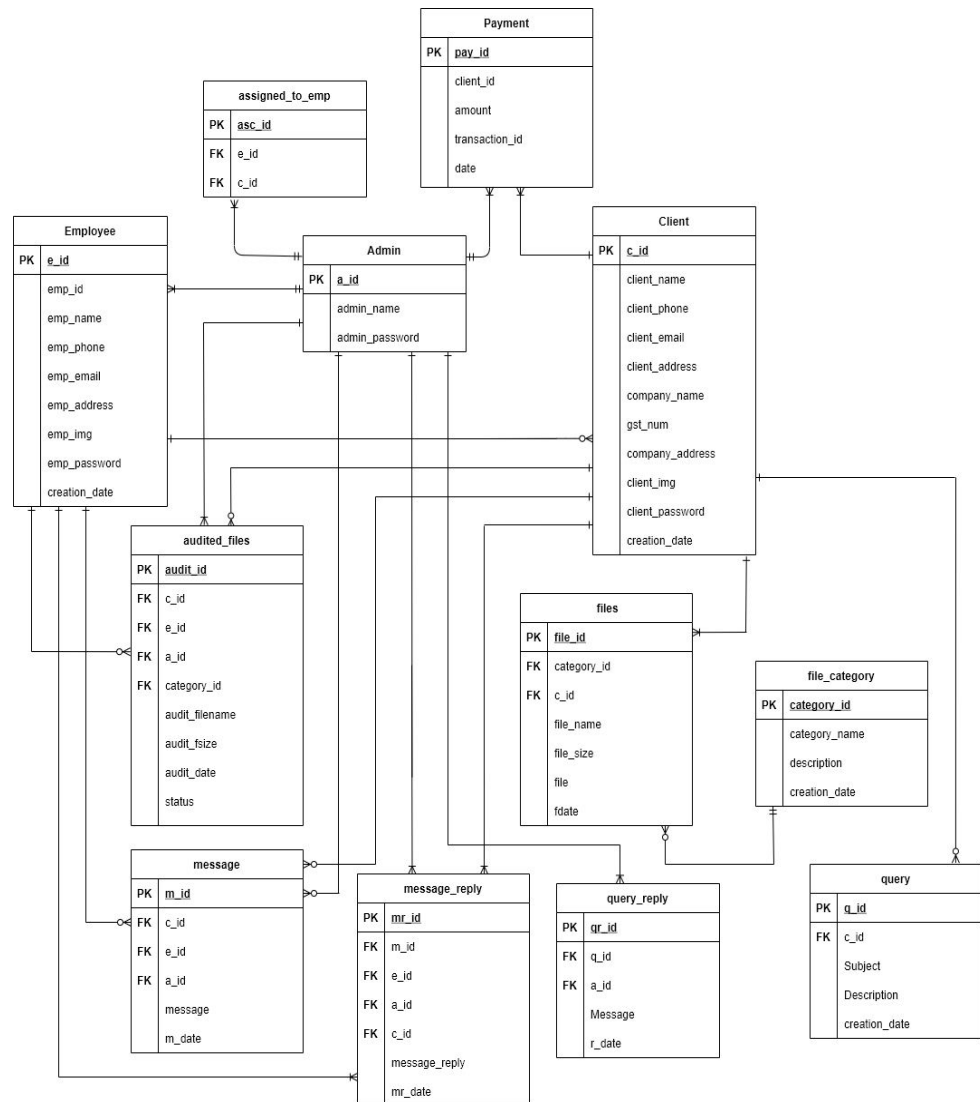 Payment
PK pay_id
client_id
amount
transaction_id
date
assigned_to_emp
PK asc_id
FK e_id
FK c_id
Employee
PK e_id
emp_id
emp_name
emp_phone
emp_email
emp_address
emp_img
emp_password
creation_date
Admin
PK a_id
admin_name
admin_password
Client
PK c_id
client_name
client_phone
client_email
client_address
company_name
gst_num
company_address
client_img
client_password
creation_date
audited_files
PK audit_id
FK c_id
FK e_id
FK a_id
FK category_id
audit_filename
audit_fsize
audit_date
status
files
PK file_id
FK category_id
FK c_id
file_name
file_size
file
fdate
file_category
PK category_id
category_name
description
creation_date
message
PK m_id
FK c_id
FK e_id
FK a_id
message
m_date
message_reply
PK mr_id
FK m_id
FK e_id
FK a_id
FK c_id
message_reply
mr_date
query_reply
PK qr_id
FK q_id
FK a_id
Message
r_date
query
PK q_id
FK c_id
Subject
Description
creation_date